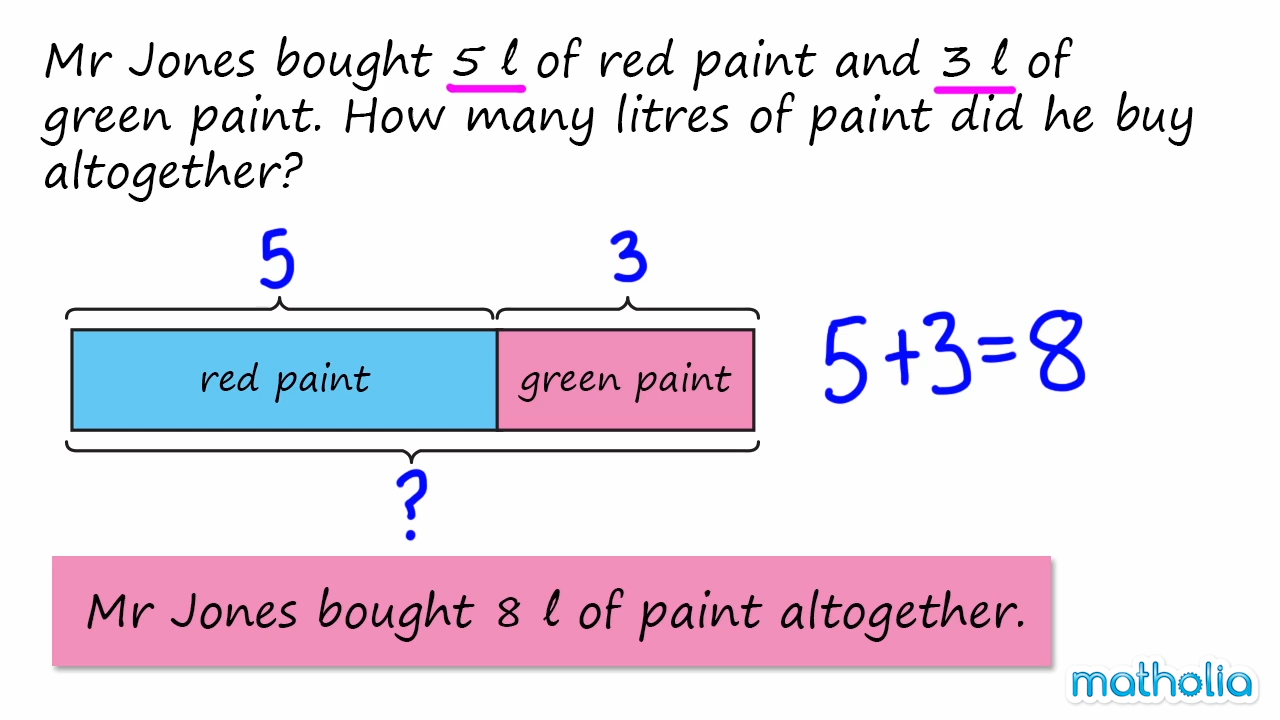 Mr Jones bought 5 l of red paint and 3 l of
green paint. How many litres of paint did he buy
altogether?
5 3
red paint green paint
5+3=8
?
Mr Jones bought 8 l of paint altogether.
matholia